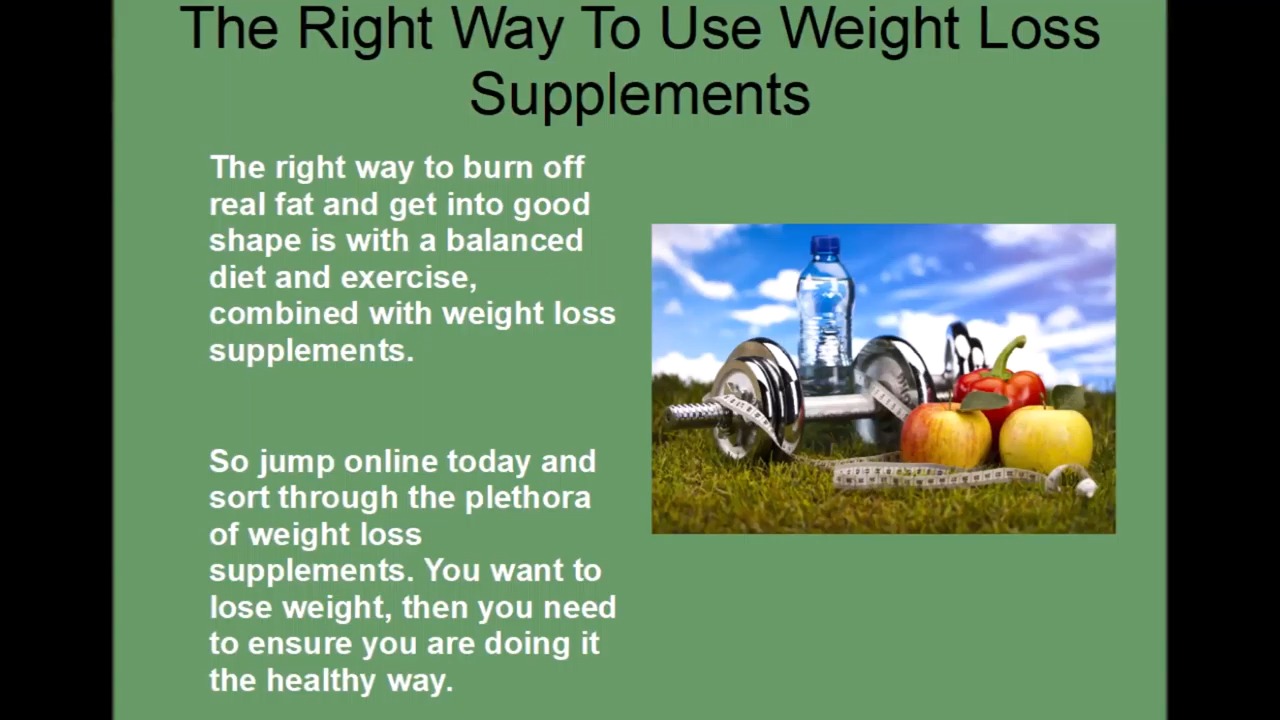 The Right Way To Use Weight Loss
Supplements
The right way to burn off
real fat and get into good
shape is with a balanced
diet and exercise,
combined with weight loss
supplements.
So jump online today and
sort through the plethora
of weight loss
supplements. You want to
lose weight, then you need
to ensure you are doing it
the healthy way.